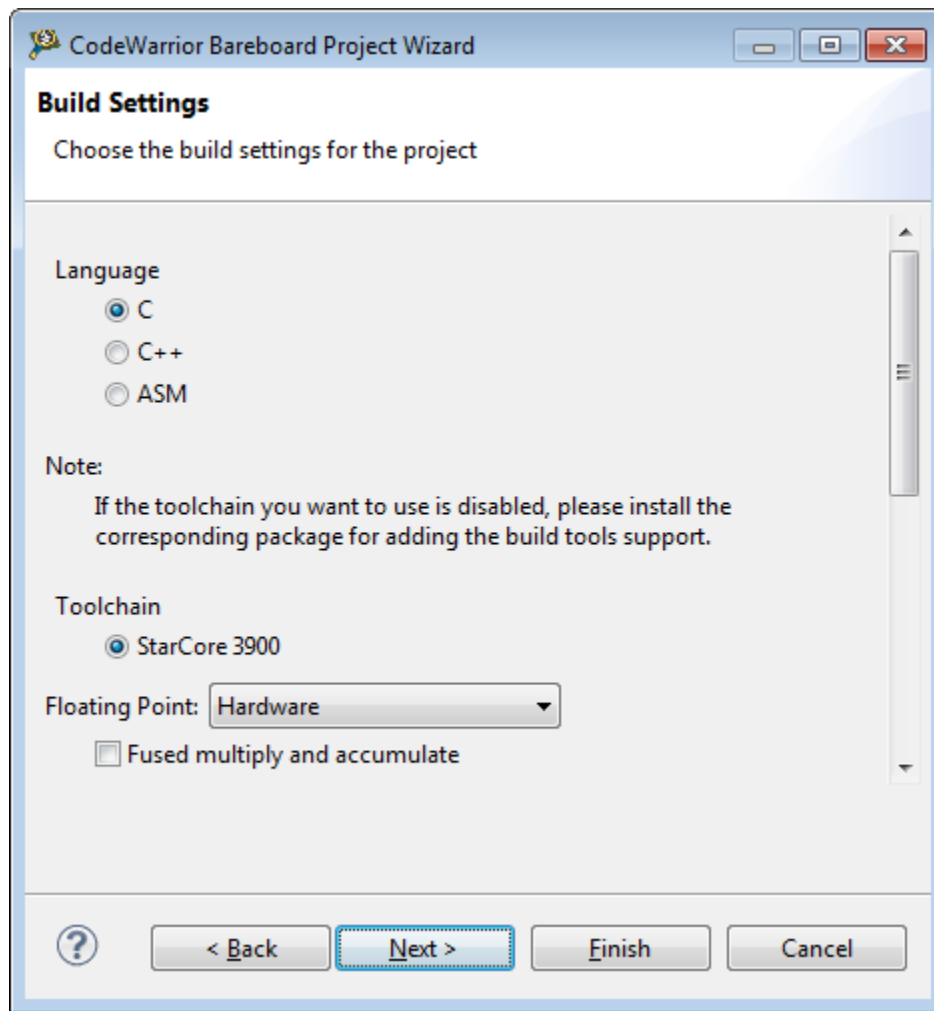 CodeWarrior Bareboard Project Wizard
Build Settings
Choose the build settings for the project
Language
C
C++
ASM
Note:
If the toolchain you want to use is disabled, please install the
corresponding package for adding the build tools support.
Toolchain
StarCore 3900
Floating Point: Hardware
Fused multiply and accumulate
? < Back Next > Finish Cancel